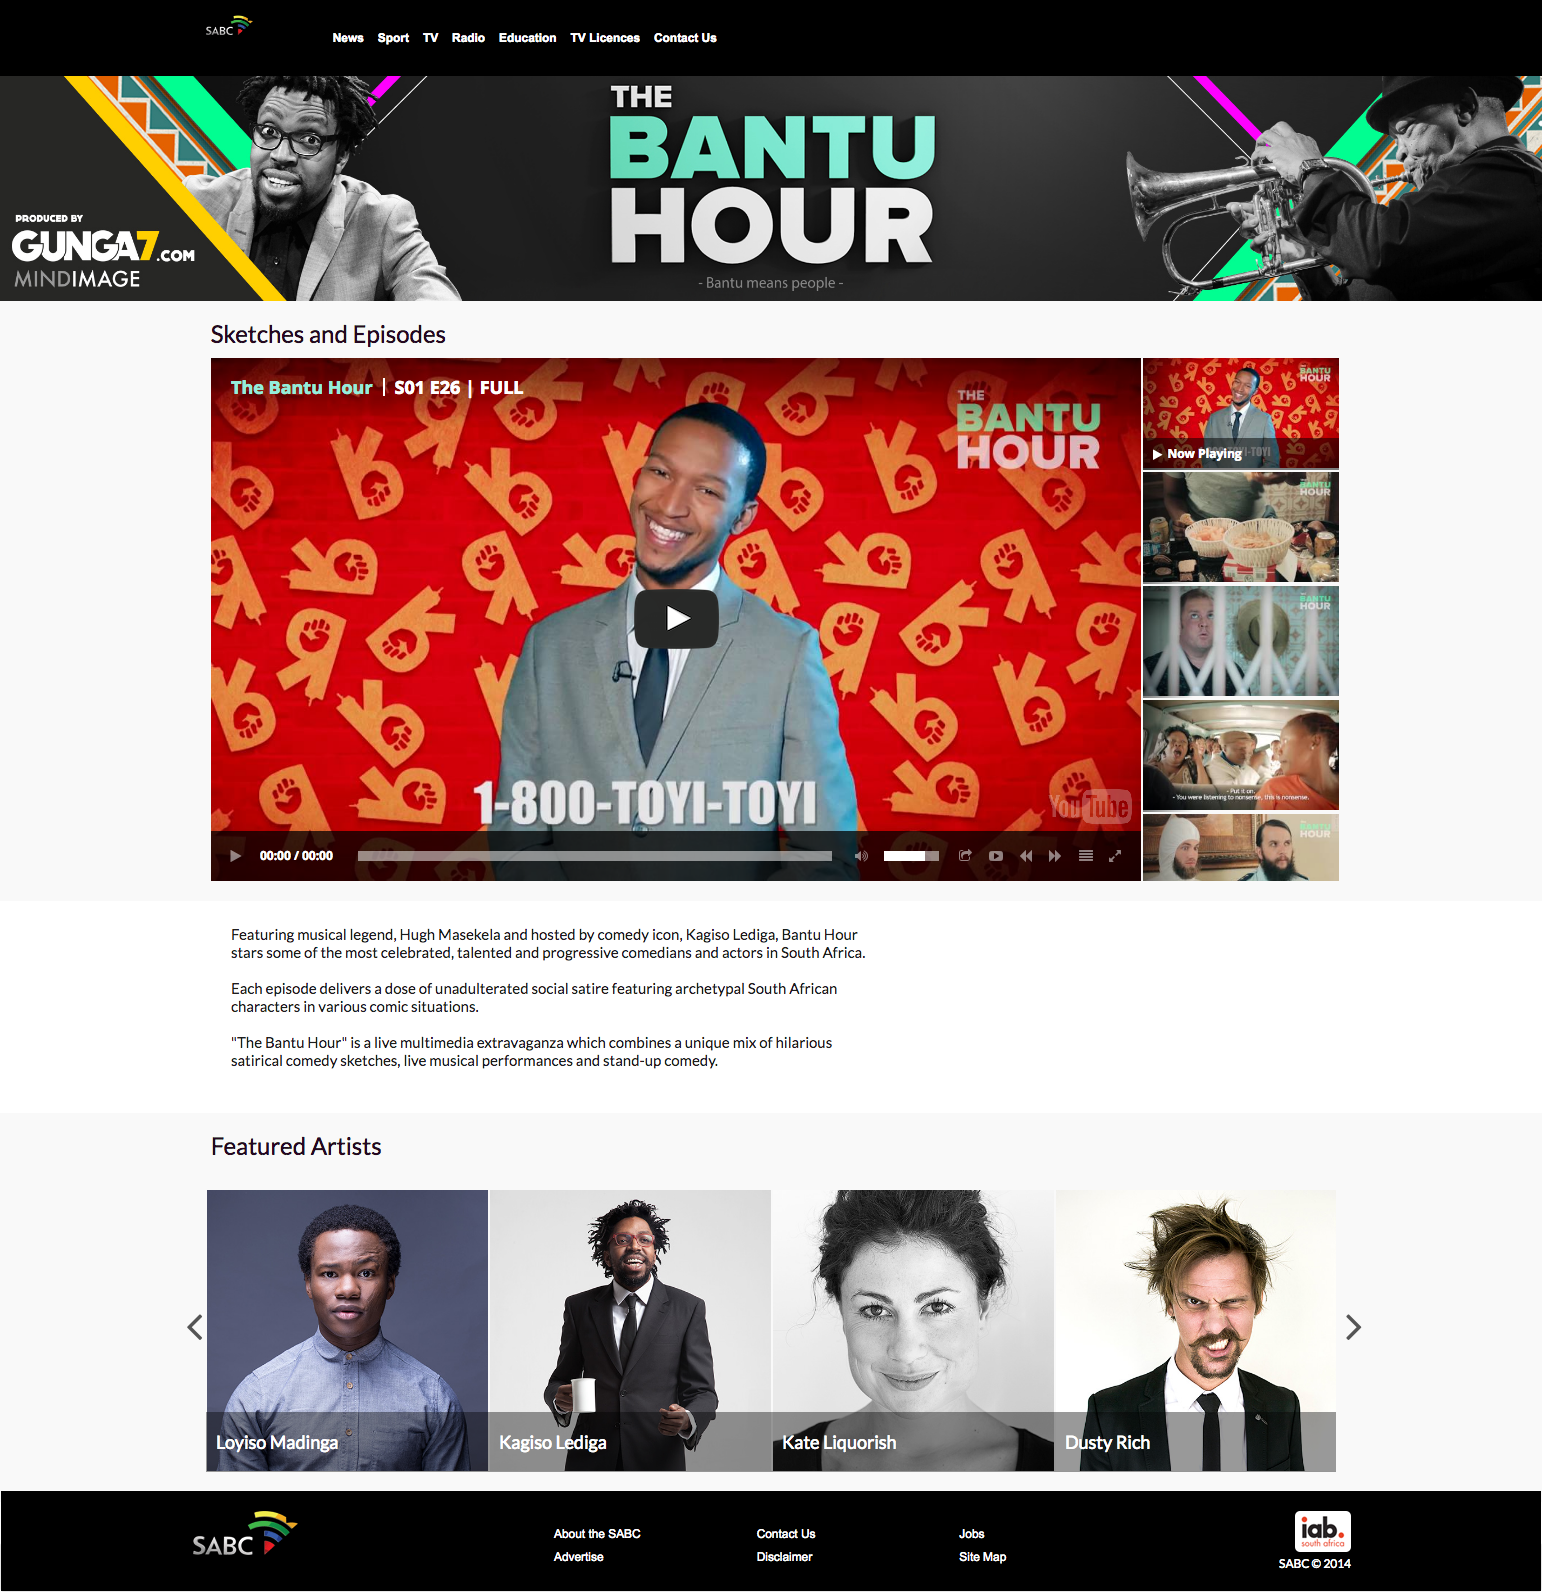 SABC
News Sport TV Radio Education TV Licences Contact Us
THE
BANTU
HOUR
- Bantu means people -
PRODUCED BY
GUNGA7.COM
MINDIMAGE
Sketches and Episodes
The Bantu Hour | S01 E26 | FULL
THE
BANTU
HOUR
1-800-TOYI-TOYI
YouTube
00:00 / 00:00
BANTU
HOUR
1-800-TOYI-TOYI
Now Playing
BANTU
HOUR
BANTU
HOUR
- Put it on.
- You were listening to nonsense, this is nonsense.
BANTU
HOUR
Featuring musical legend, Hugh Masekela and hosted by comedy icon, Kagiso Lediga, Bantu Hour
stars some of the most celebrated, talented and progressive comedians and actors in South Africa.
Each episode delivers a dose of unadulterated social satire featuring archetypal South African
characters in various comic situations.
"The Bantu Hour" is a live multimedia extravaganza which combines a unique mix of hilarious
satirical comedy sketches, live musical performances and stand-up comedy.
Featured Artists
Loyiso Madinga
Kagiso Lediga
Kate Liquorish
Dusty Rich
SABC
About the SABC
Advertise
Contact Us
Disclaimer
Jobs
Site Map
iab.
south africa
SABC © 2014